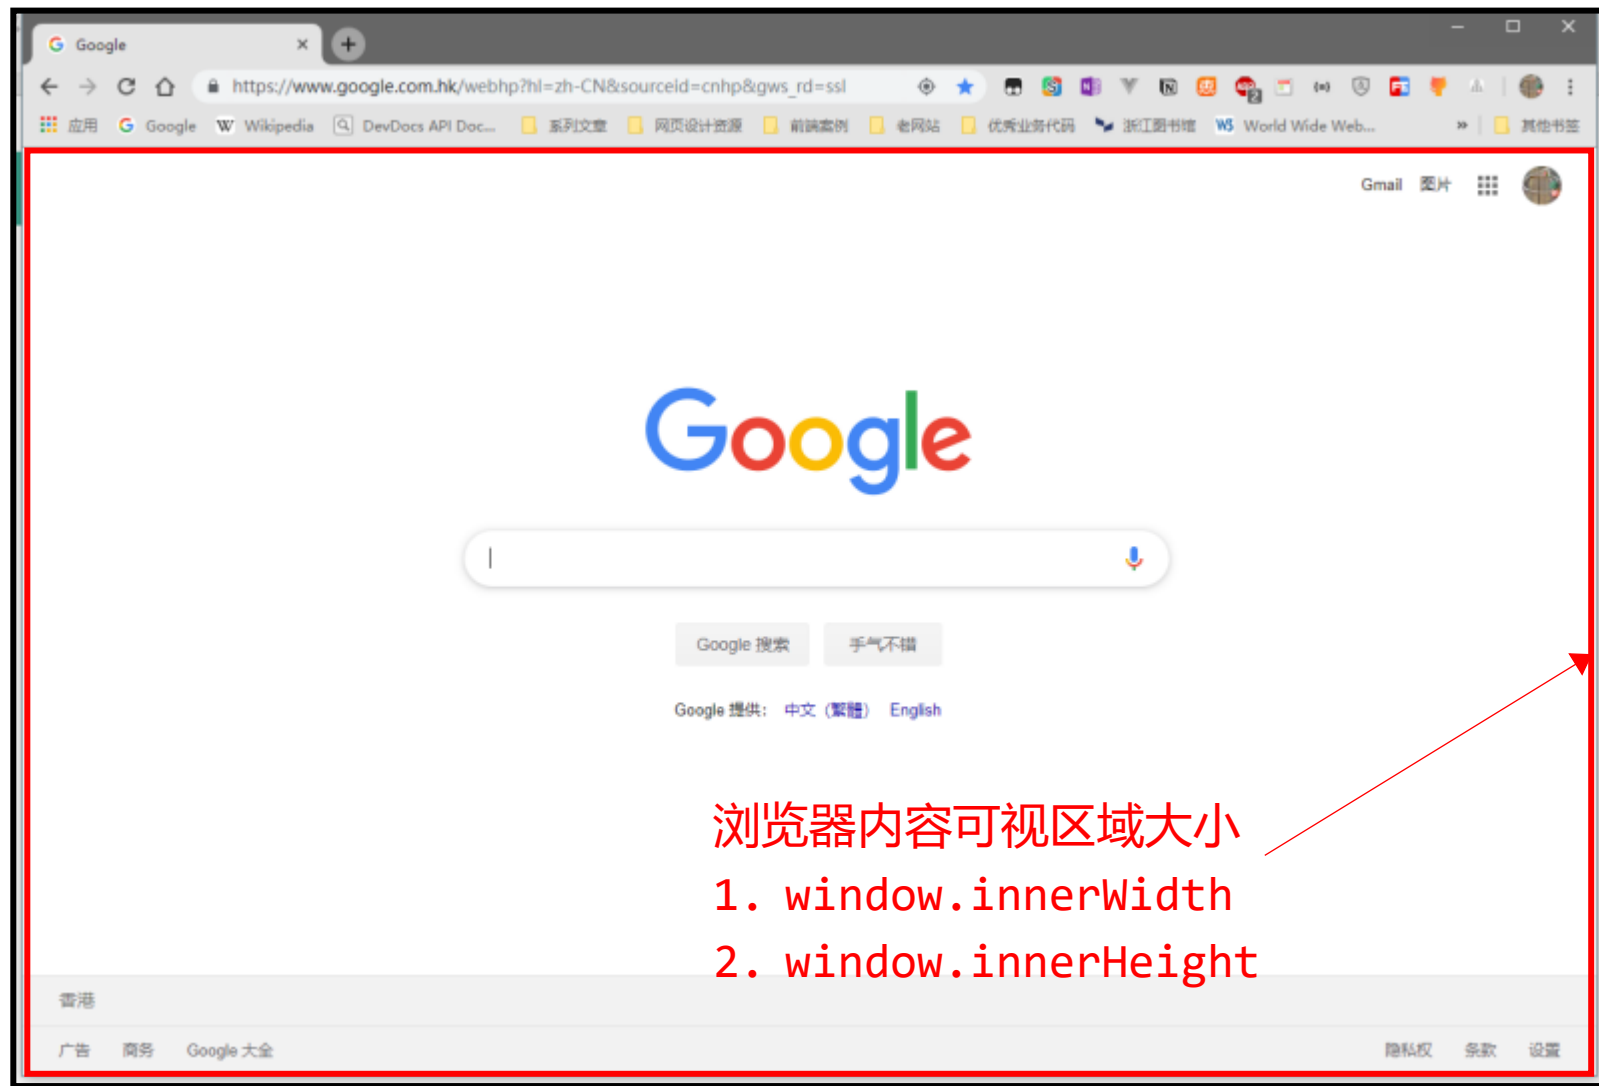 Google
https://www.google.com.hk/webhp?hl=zh-CN&sourceid=cnhp&gws_rd=ssl
应用 Google Wikipedia DevDocs API Doc... 系列文章 网页设计资源 前端案例 老网站 优秀业务代码 浙江图书馆 World Wide Web... » 其他书签
Gmail 图片
Google
Google 搜索 手气不错
Google 提供： 中文（繁體） English
浏览器内容可视区域大小
1. window.innerWidth
2. window.innerHeight
香港
广告 商务 Google 大全 隐私权 条款 设置